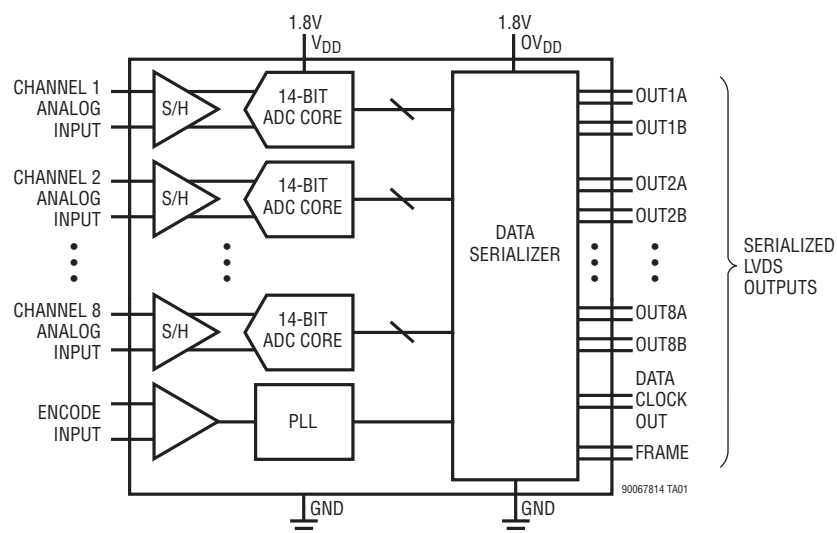 1.8V
V_DD
1.8V
OV_DD
CHANNEL 1
ANALOG
INPUT
S/H
14-BIT
ADC CORE
OUT1A
OUT1B
CHANNEL 2
ANALOG
INPUT
S/H
14-BIT
ADC CORE
OUT2A
OUT2B
DATA
SERIALIZER
SERIALIZED
LVDS
OUTPUTS
CHANNEL 8
ANALOG
INPUT
S/H
14-BIT
ADC CORE
OUT8A
OUT8B
ENCODE
INPUT
PLL
DATA
CLOCK
OUT
FRAME
GND
GND
90067814 TA01